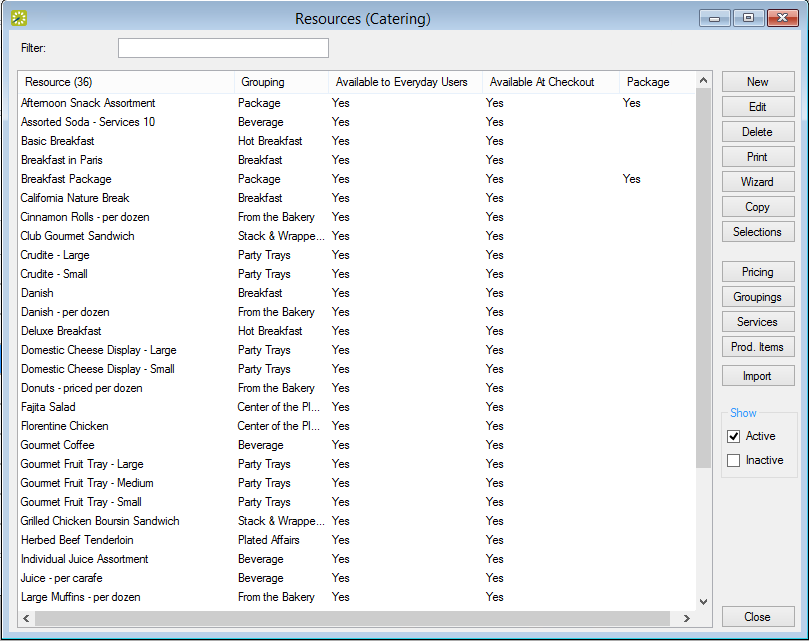 Resources (Catering)
Filter:
Resource (36) Grouping Available to Everyday Users Available At Checkout Package
Afternoon Snack Assortment Package Yes Yes Yes
Assorted Soda - Services 10 Beverage Yes Yes
Basic Breakfast Hot Breakfast Yes Yes
Breakfast in Paris Breakfast Yes Yes
Breakfast Package Package Yes Yes Yes
California Nature Break Breakfast Yes Yes
Cinnamon Rolls - per dozen From the Bakery Yes Yes
Club Gourmet Sandwich Stack & Wrappe... Yes Yes
Crudite - Large Party Trays Yes Yes
Crudite - Small Party Trays Yes Yes
Danish Breakfast Yes Yes
Danish - per dozen From the Bakery Yes Yes
Deluxe Breakfast Hot Breakfast Yes Yes
Domestic Cheese Display - Large Party Trays Yes Yes
Domestic Cheese Display - Small Party Trays Yes Yes
Donuts - priced per dozen From the Bakery Yes Yes
Fajita Salad Center of the Pl... Yes Yes
Florentine Chicken Center of the Pl... Yes Yes
Gourmet Coffee Beverage Yes Yes
Gourmet Fruit Tray - Large Party Trays Yes Yes
Gourmet Fruit Tray - Medium Party Trays Yes Yes
Gourmet Fruit Tray - Small Party Trays Yes Yes
Grilled Chicken Boursin Sandwich Stack & Wrappe... Yes Yes
Herbed Beef Tenderloin Plated Affairs Yes Yes
Individual Juice Assortment Beverage Yes Yes
Juice - per carafe Beverage Yes Yes
Large Muffins - per dozen From the Bakery Yes Yes
New
Edit
Delete
Print
Wizard
Copy
Selections
Pricing
Groupings
Services
Prod. Items
Import
Show
Active
Inactive
Close